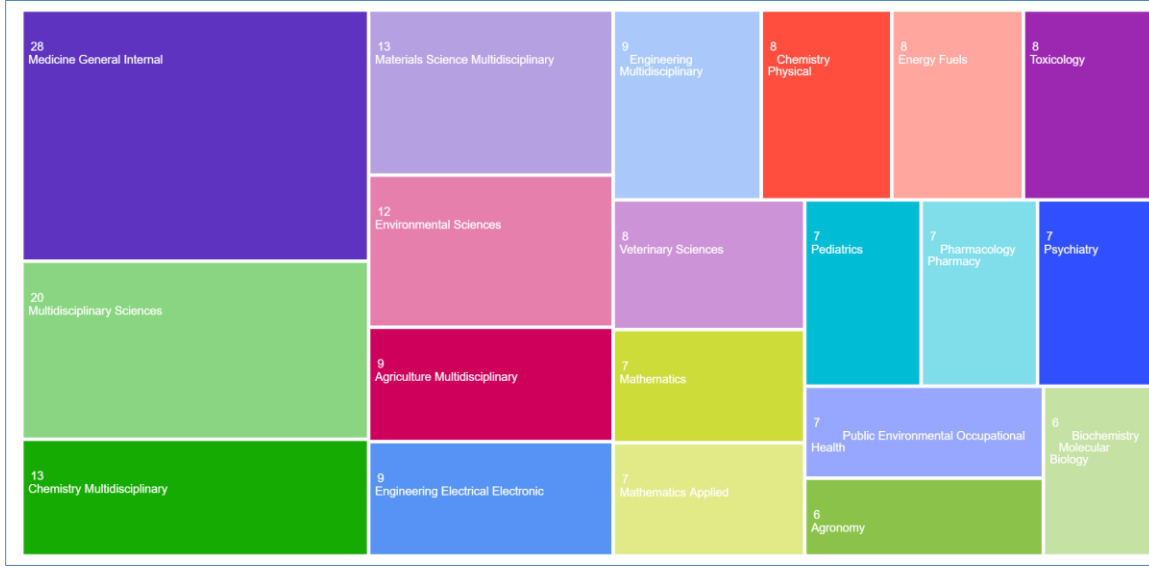 28
Medicine General Internal
20
Multidisciplinary Sciences
13
Chemistry Multidisciplinary
13
Materials Science Multidisciplinary
12
Environmental Sciences
9
Agriculture Multidisciplinary
9
Engineering Electrical Electronic
9
Engineering
Multidisciplinary
8
Chemistry
Physical
8
Energy Fuels
8
Toxicology
8
Veterinary Sciences
7
Mathematics
7
Mathematics Applied
7
Pediatrics
7
Pharmacology
Pharmacy
7
Psychiatry
7
Public Environmental Occupational
Health
6
Agronomy
6
Biochemistry
Molecular
Biology